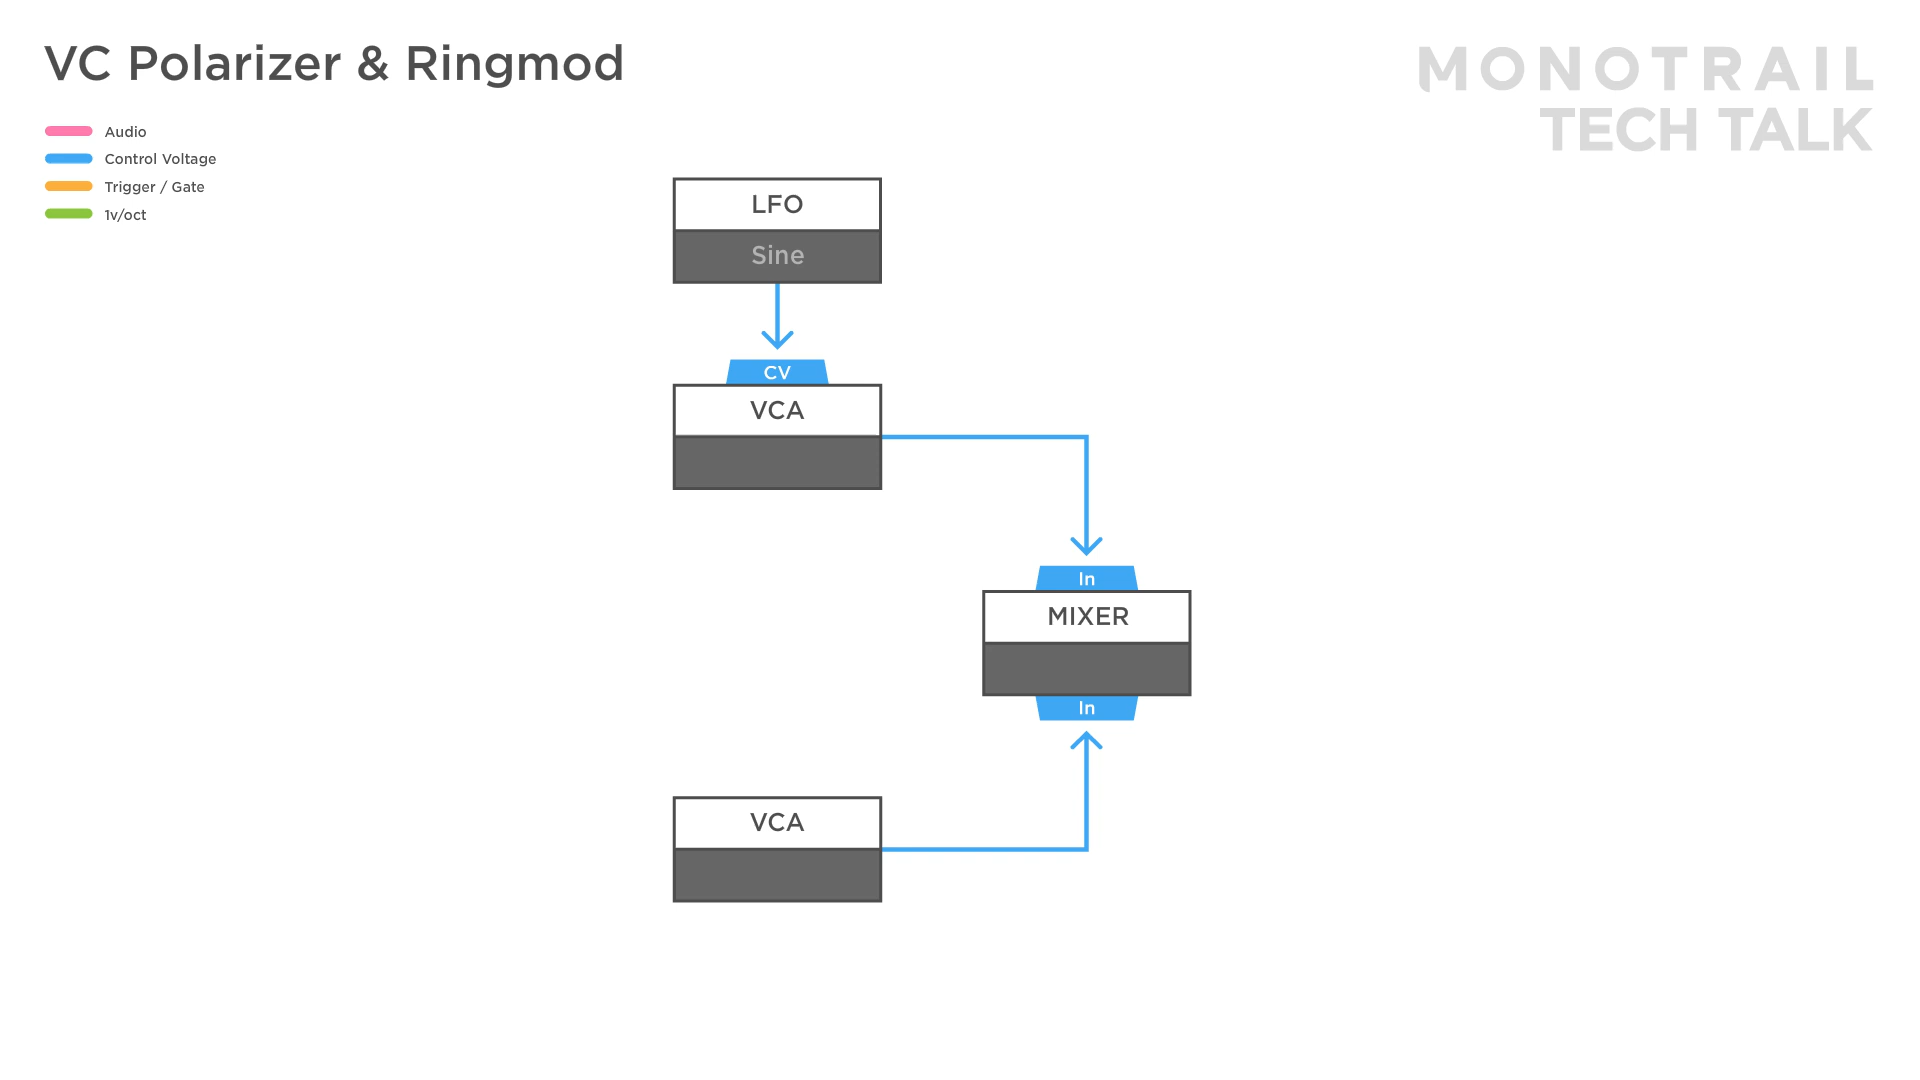 VC Polarizer & Ringmod
MONOTRAIL
TECH TALK
Audio
Control Voltage
Trigger / Gate
1v/oct
LFO
Sine
CV
VCA
In
MIXER
In
VCA